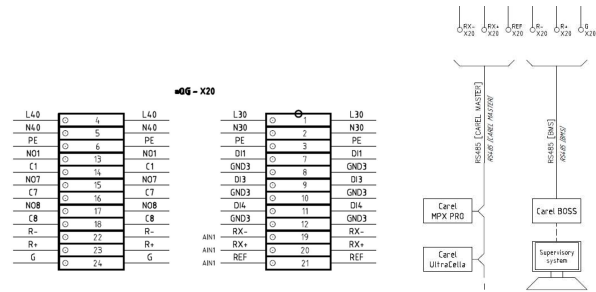 RX- RX+ REF R- R+ G
X20 X20 X20 X20 X20 X20
=QG - X20
L40 4 L40
N40 5 N40
PE 6 PE
NO1 13 NO1
C1 14 C1
NO7 15 NO7
C7 16 C7
NO8 17 NO8
C8 18 C8
R- 22 R-
R+ 23 R+
G 24 G
L30 1 L30
N30 2 N30
PE 3 PE
DI1 7 DI1
GND3 8 GND3
DI3 9 DI3
GND3 10 GND3
DI4 11 DI4
GND3 12 GND3
AIN1 RX- 19 RX-
AIN1 RX+ 20 RX+
AIN1 REF 21 REF
RS485 [CAREL MASTER]
RS485 [CAREL MASTER]
RS485 [BMS]
RS485 [BMS]
Carel
MPX PRO
Carel
UltraCella
Carel BOSS
Supervisory
system